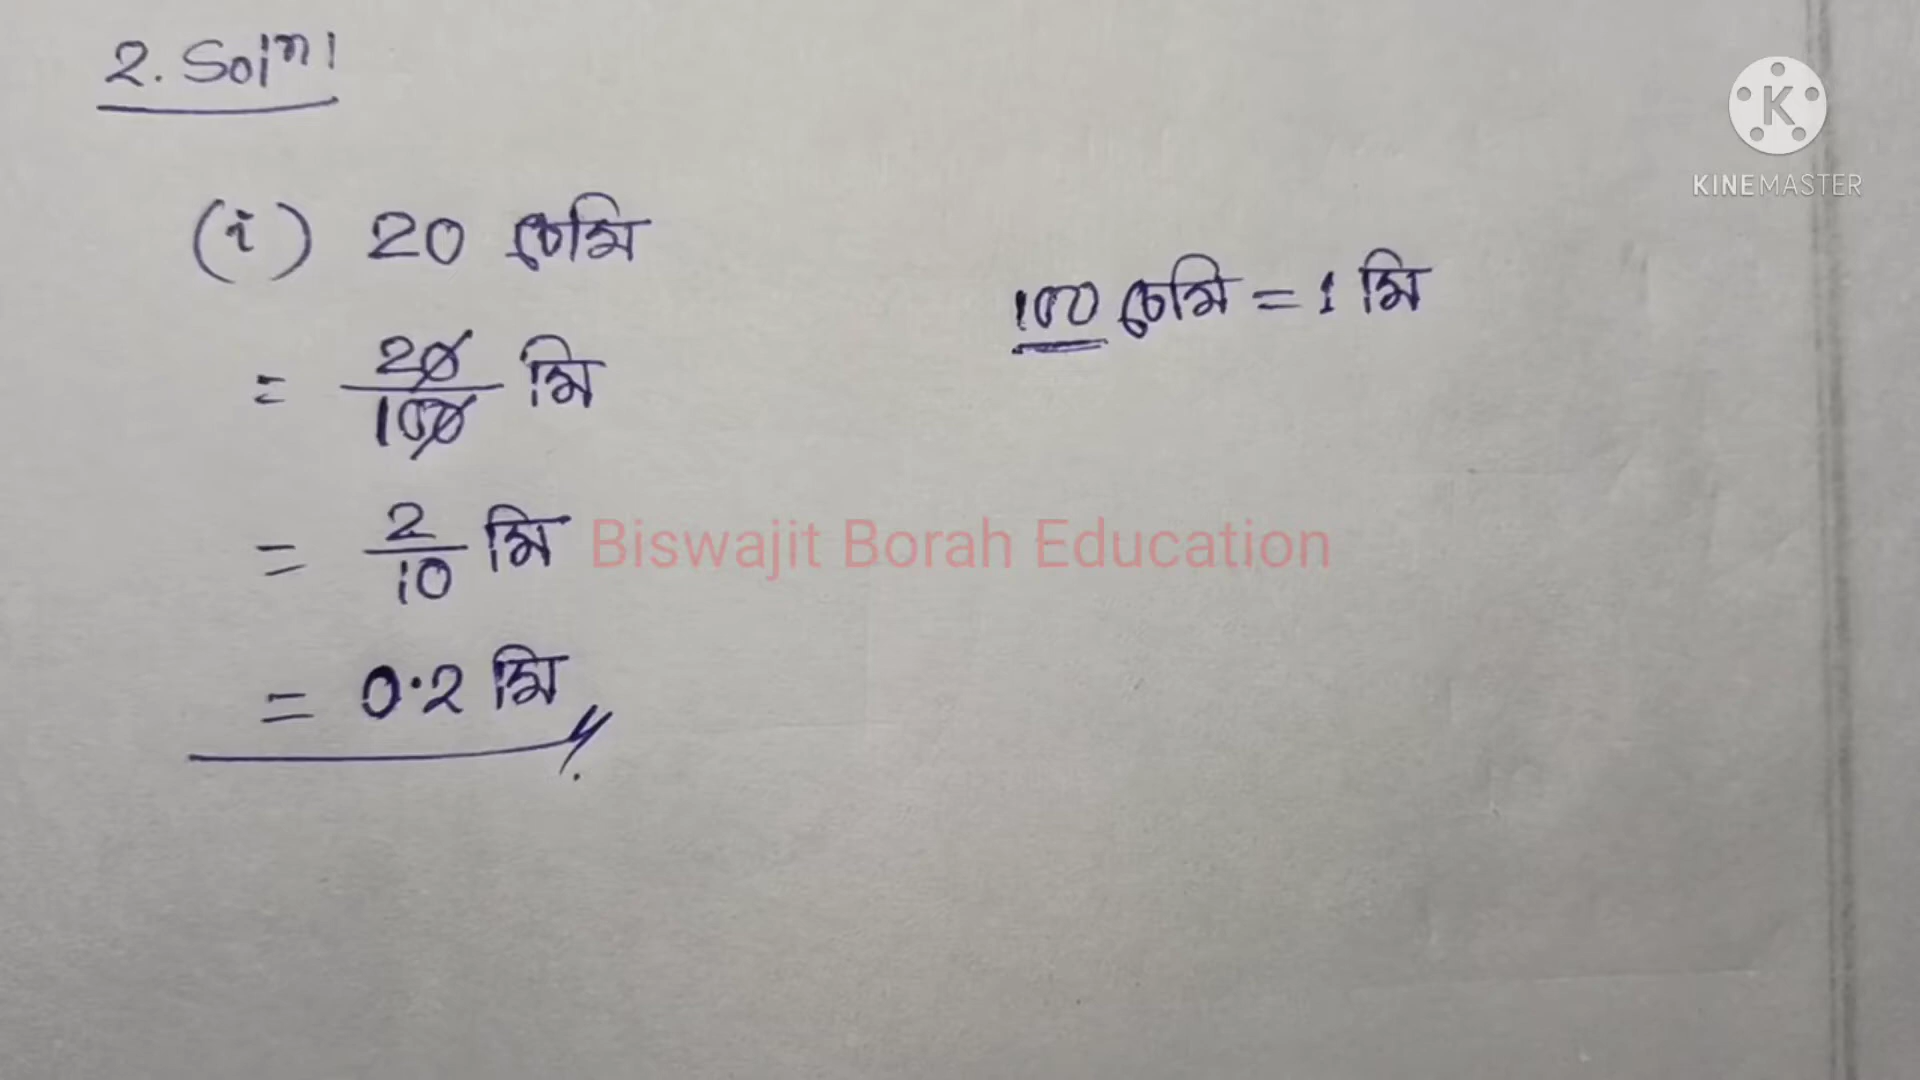 2. Solⁿ!
(i) 20 চেমি
100 চেমি = 1 মি
= 20/100 মি
= 2/10 মি
Biswajit Borah Education
= 0.2 মি
K
KINEMASTER